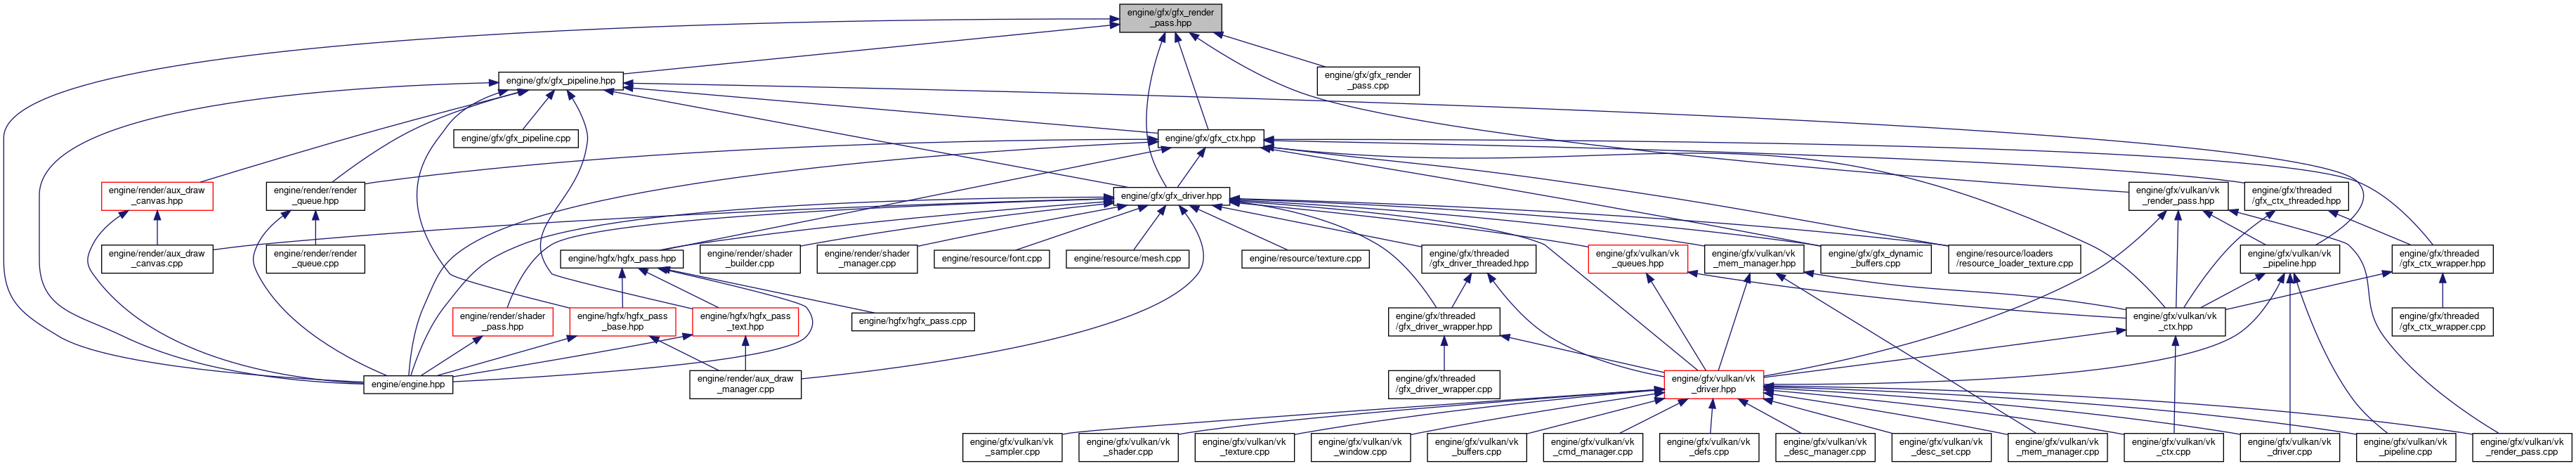 engine/gfx/gfx_render
_pass.hpp
engine/gfx/gfx_pipeline.hpp
engine/gfx/gfx_render
_pass.cpp
engine/gfx/gfx_pipeline.cpp
engine/gfx/gfx_ctx.hpp
engine/render/aux_draw
_canvas.hpp
engine/render/render
_queue.hpp
engine/gfx/gfx_driver.hpp
engine/gfx/vulkan/vk
_render_pass.hpp
engine/gfx/threaded
/gfx_ctx_threaded.hpp
engine/render/aux_draw
_canvas.cpp
engine/render/render
_queue.cpp
engine/hgfx/hgfx_pass.hpp
engine/render/shader
_builder.cpp
engine/render/shader
_manager.cpp
engine/resource/font.cpp
engine/resource/mesh.cpp
engine/resource/texture.cpp
engine/gfx/threaded
/gfx_driver_threaded.hpp
engine/gfx/vulkan/vk
_queues.hpp
engine/gfx/vulkan/vk
_mem_manager.hpp
engine/gfx/gfx_dynamic
_buffers.cpp
engine/resource/loaders
/resource_loader_texture.cpp
engine/gfx/vulkan/vk
_pipeline.hpp
engine/gfx/threaded
/gfx_ctx_wrapper.hpp
engine/render/shader
_pass.hpp
engine/hgfx/hgfx_pass
_base.hpp
engine/hgfx/hgfx_pass
_text.hpp
engine/hgfx/hgfx_pass.cpp
engine/gfx/threaded
/gfx_driver_wrapper.hpp
engine/gfx/vulkan/vk
_ctx.hpp
engine/gfx/threaded
/gfx_ctx_wrapper.cpp
engine/engine.hpp
engine/render/aux_draw
_manager.cpp
engine/gfx/threaded
/gfx_driver_wrapper.cpp
engine/gfx/vulkan/vk
_driver.hpp
engine/gfx/vulkan/vk
_sampler.cpp
engine/gfx/vulkan/vk
_shader.cpp
engine/gfx/vulkan/vk
_texture.cpp
engine/gfx/vulkan/vk
_window.cpp
engine/gfx/vulkan/vk
_buffers.cpp
engine/gfx/vulkan/vk
_cmd_manager.cpp
engine/gfx/vulkan/vk
_defs.cpp
engine/gfx/vulkan/vk
_desc_manager.cpp
engine/gfx/vulkan/vk
_desc_set.cpp
engine/gfx/vulkan/vk
_mem_manager.cpp
engine/gfx/vulkan/vk
_ctx.cpp
engine/gfx/vulkan/vk
_driver.cpp
engine/gfx/vulkan/vk
_pipeline.cpp
engine/gfx/vulkan/vk
_render_pass.cpp